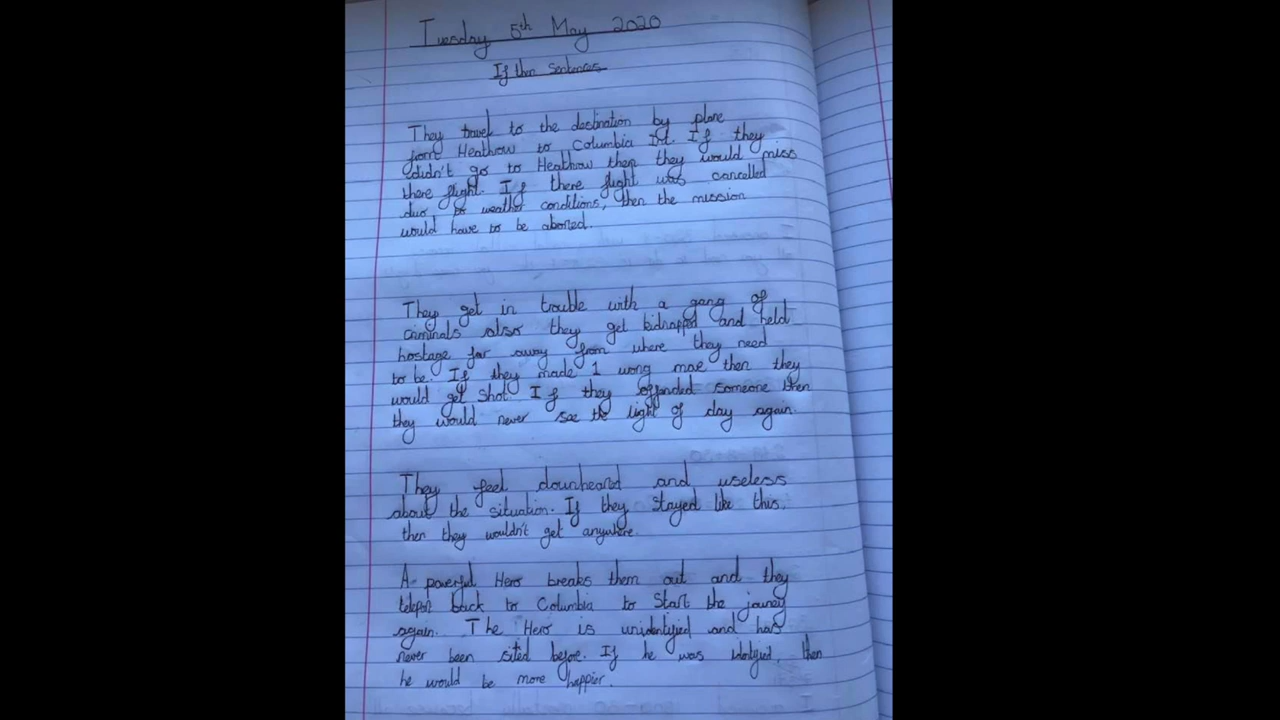 Tuesday 5th May 2020
If then Sentences
They travel to the destination by plane
from Heathrow to Columbia Int. If they
didn't go to Heathrow then they would miss
there flight. If there flight was cancelled
due to weather conditions, then the mission
would have to be aborted.
They get in trouble with a gang of
criminals also they get kidnapped and held
hostage far away from where they need
to be. If they made 1 wong move then they
would get shot. If they offended someone then
they would never see the light of day again.
They feel downheard and useless
about the situation. If they stayed like this,
then they wouldn't get anywhere.
A powerful Hero breaks them out and they
back to Columbia to Start the jouney
again. The Hero is unidentified and has
never been sited before. If he was, then
he would be more happier.